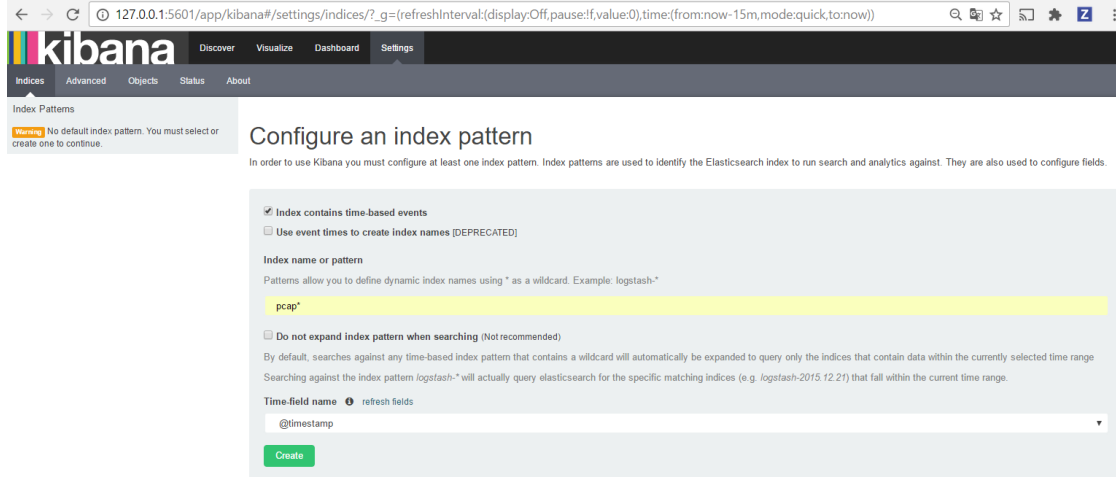 127.0.0.1:5601/app/kibana#/settings/indices/?_g=(refreshInterval:(display:Off,pause:!f,value:0),time:(from:now-15m,mode:quick,to:now))
Z
kibana Discover Visualize Dashboard Settings
Indices Advanced Objects Status About
Index Patterns
Warning No default index pattern. You must select or
create one to continue.
Configure an index pattern
In order to use Kibana you must configure at least one index pattern. Index patterns are used to identify the Elasticsearch index to run search and analytics against. They are also used to configure fields.
Index contains time-based events
Use event times to create index names [DEPRECATED]
Index name or pattern
Patterns allow you to define dynamic index names using * as a wildcard. Example: logstash-*
pcap*
Do not expand index pattern when searching (Not recommended)
By default, searches against any time-based index pattern that contains a wildcard will automatically be expanded to query only the indices that contain data within the currently selected time range
Searching against the index pattern logstash-* will actually query elasticsearch for the specific matching indices (e.g. logstash-2015.12.21) that fall within the current time range.
Time-field name refresh fields
@timestamp
Create